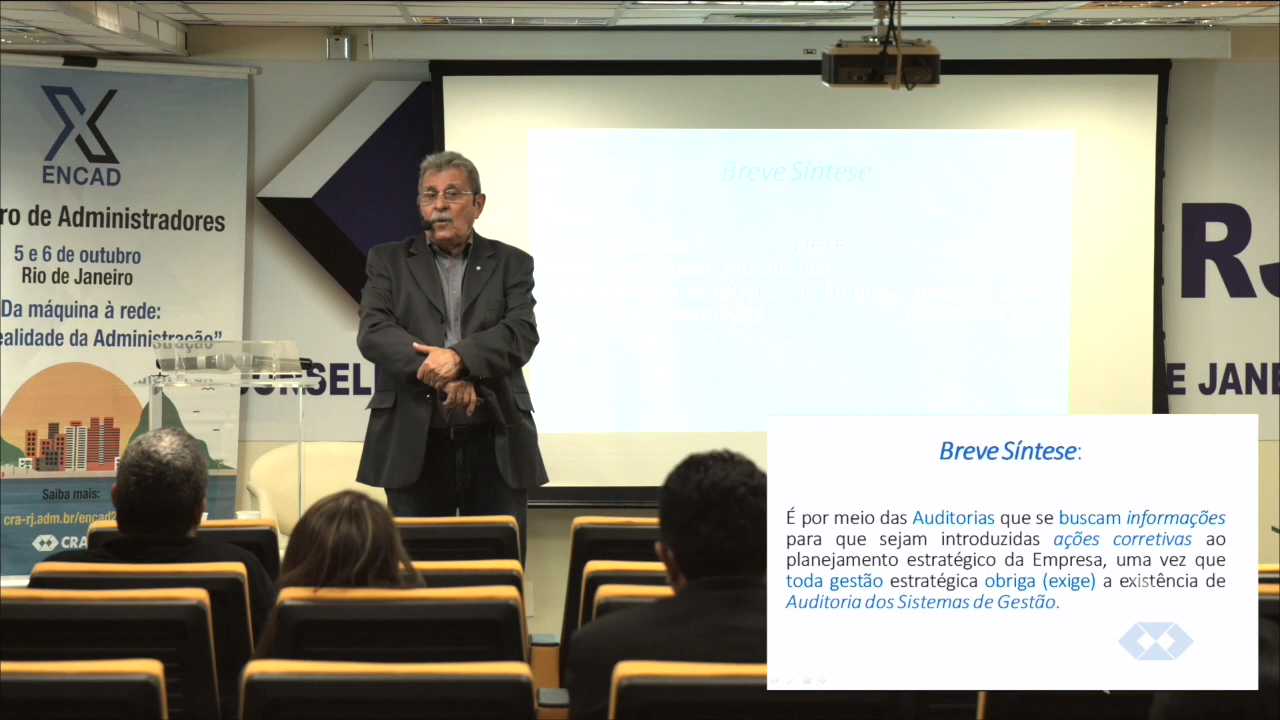 ENCAD
ro de Administradores
5 e 6 de outubro
Rio de Janeiro
Da máquina à rede:
ealidade da Administração”
Saiba mais:
cra-rj.adm.br/encad2
CRA
Breve Síntese:
RJ
ONSEL
E JANE
Breve Síntese:
É por meio das Auditorias que se buscam informações
para que sejam introduzidas ações corretivas ao
planejamento estratégico da Empresa, uma vez que
toda gestão estratégica obriga (exige) a existência de
Auditoria dos Sistemas de Gestão.